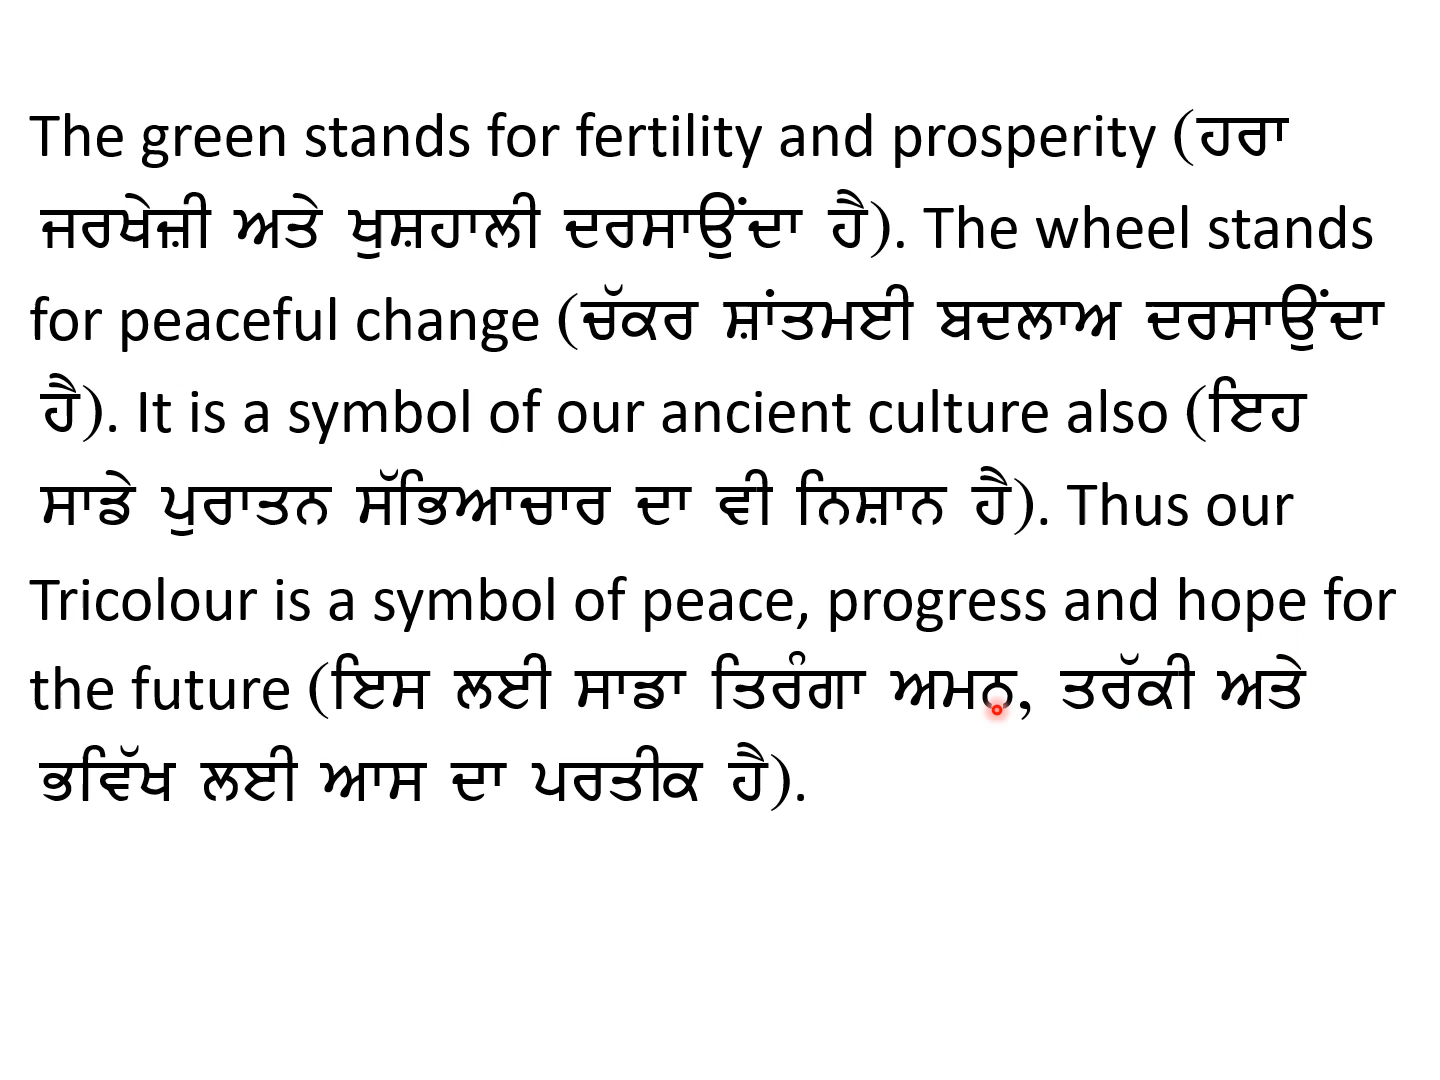 The green stands for fertility and prosperity (ਹਰਾ
ਜਰਖੇਜ਼ੀ ਅਤੇ ਖੁਸ਼ਹਾਲੀ ਦਰਸਾਉਂਦਾ ਹੈ). The wheel stands
for peaceful change (ਚੱਕਰ ਸ਼ਾਂਤਮਈ ਬਦਲਾਅ ਦਰਸਾਉਂਦਾ
ਹੈ). It is a symbol of our ancient culture also (ਇਹ
ਸਾਡੇ ਪੁਰਾਤਨ ਸੱਭਿਆਚਾਰ ਦਾ ਵੀ ਨਿਸ਼ਾਨ ਹੈ). Thus our
Tricolour is a symbol of peace, progress and hope for
the future (ਇਸ ਲਈ ਸਾਡਾ ਤਿਰੰਗਾ ਅਮਨ, ਤਰੱਕੀ ਅਤੇ
ਭਵਿੱਖ ਲਈ ਆਸ ਦਾ ਪਰਤੀਕ ਹੈ).